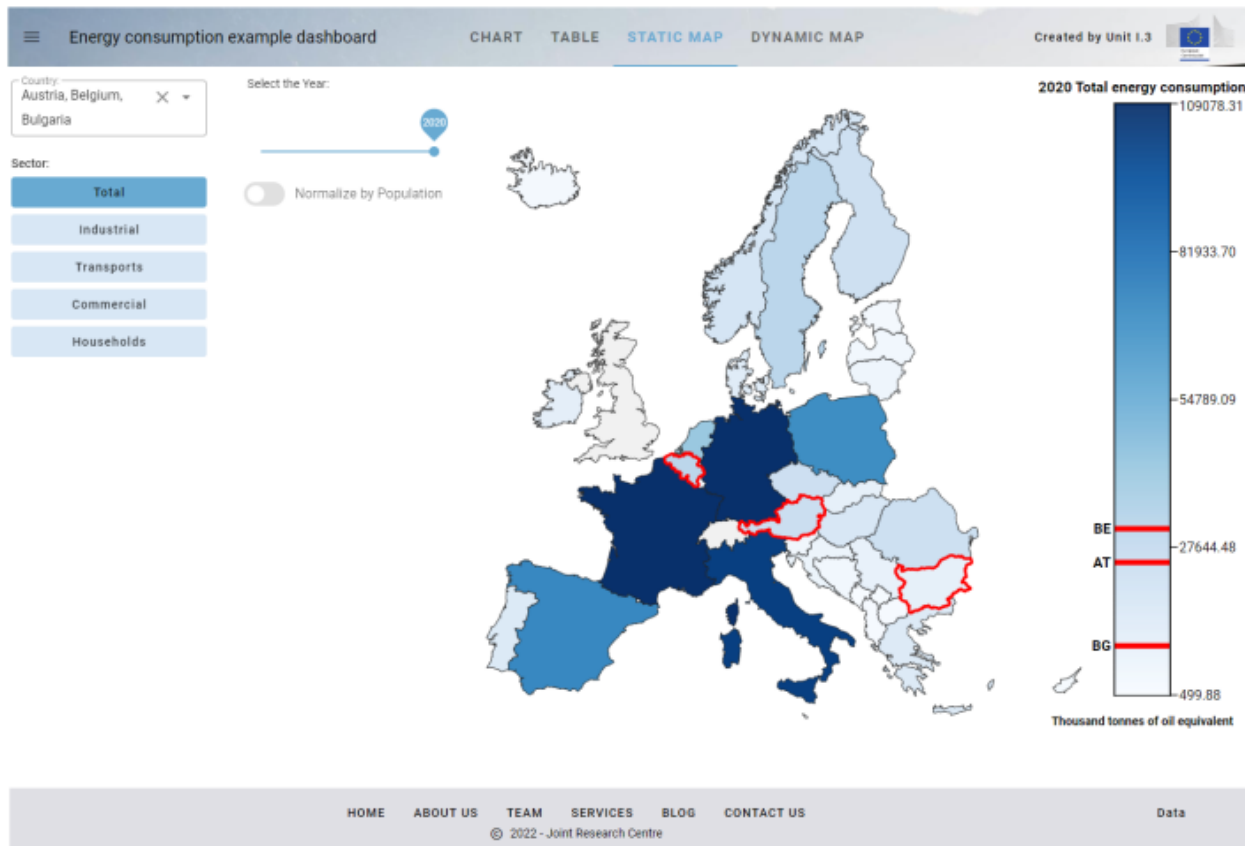 Energy consumption example dashboard
CHART
TABLE
STATIC MAP
DYNAMIC MAP
Created by Unit I.3
Country:
Austria, Belgium,
Bulgaria
Select the Year:
2020
Normalize by Population
Sector:
Total
Industrial
Transports
Commercial
Households
2020 Total energy consumption
109078.31
81933.70
54789.09
BE
27644.48
AT
BG
499.88
Thousand tonnes of oil equivalent
HOME
ABOUT US
TEAM
SERVICES
BLOG
CONTACT US
Data
© 2022 - Joint Research Centre